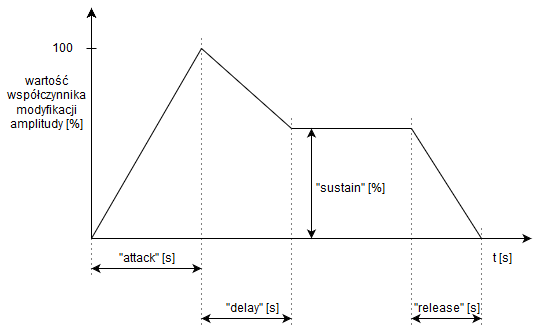 100
wartość
współczynnika
modyfikacji
amplitudy [%]
"sustain" [%]
t [s]
"attack" [s]
"delay" [s]
"release" [s]